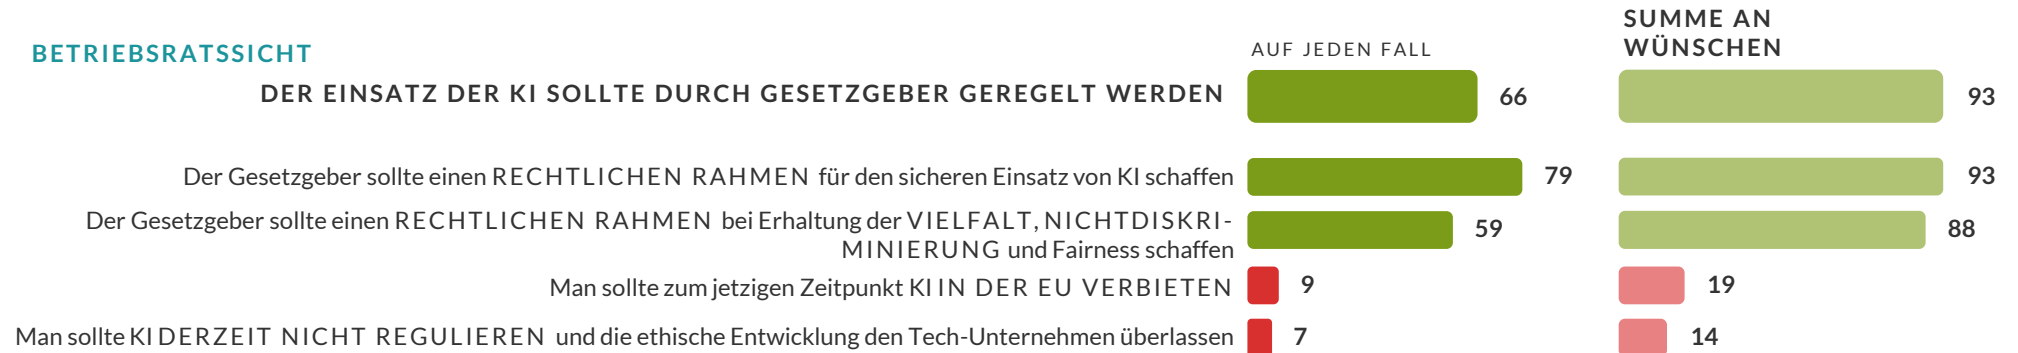 SUMME AN
WÜNSCHEN
BETRIEBSRATSSICHT
AUF JEDEN FALL
DER EINSATZ DER KI SOLLTE DURCH GESETZGEBER GEREGELT WERDEN 66 93
Der Gesetzgeber sollte einen RECHTLICHEN RAHMEN für den sicheren Einsatz von KI schaffen 79 93
Der Gesetzgeber sollte einen RECHTLICHEN RAHMEN bei Erhaltung der VIELFALT, NICHTDISKRI-
MINIERUNG und Fairness schaffen 59 88
Man sollte zum jetzigen Zeitpunkt KI IN DER EU VERBIETEN 9 19
Man sollte KI DERZEIT NICHT REGULIEREN und die ethische Entwicklung den Tech-Unternehmen überlassen 7 14